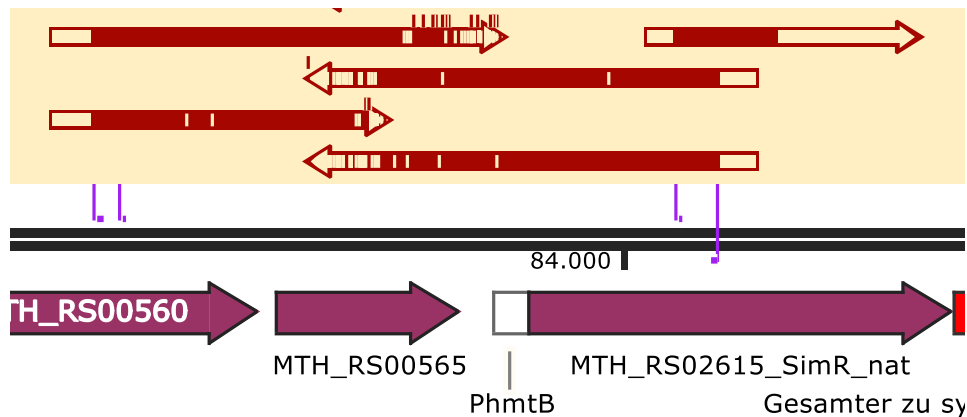 84.000
TH_RS00560
MTH_RS00565
MTH_RS02615_SimR_nat
PhmtB
Gesamter zu sy